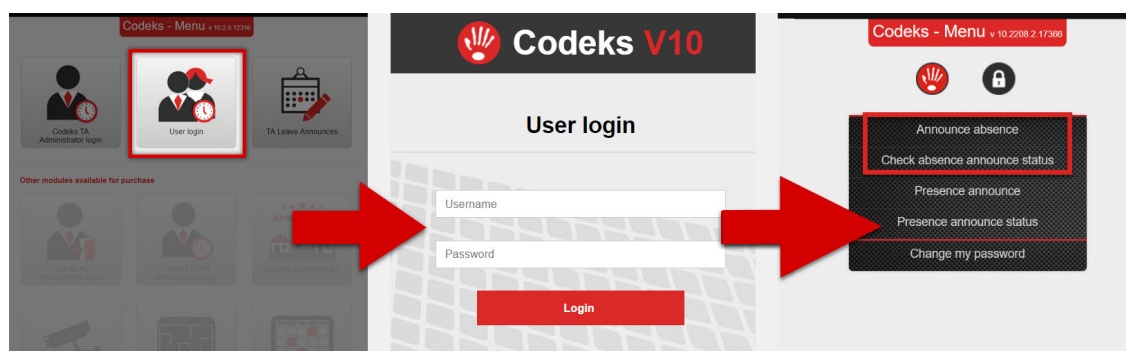 Codeks - Menu v 10.2.5.12316
Codeks TA
Administrator login
User login
TA Leave Announces
Other modules available for purchase
Codeks V10
User login
Username
Password
Login
Codeks - Menu v 10.2208.2.17366
Announce absence
Check absence announce status
Presence announce
Presence announce status
Change my password